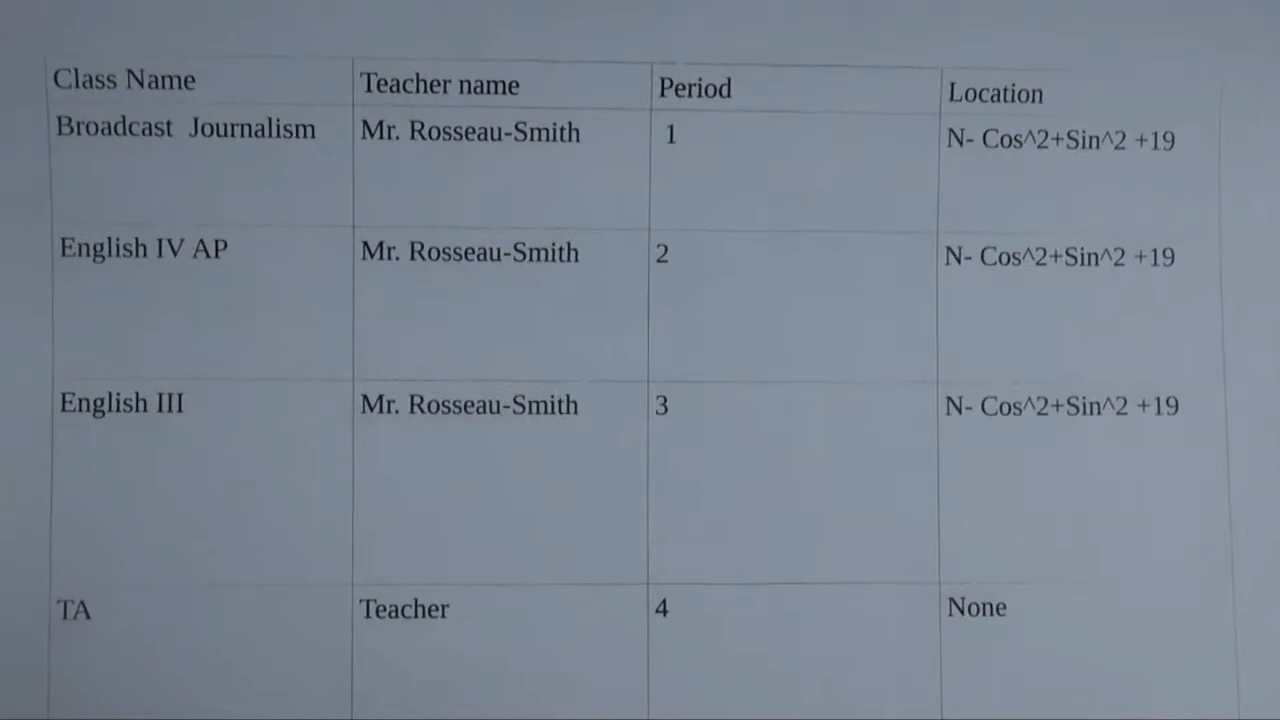 Class Name Teacher name Period Location
Broadcast Journalism Mr. Rosseau-Smith 1 N- Cos^2+Sin^2 +19
English IV AP Mr. Rosseau-Smith 2 N- Cos^2+Sin^2 +19
English III Mr. Rosseau-Smith 3 N- Cos^2+Sin^2 +19
TA Teacher 4 None